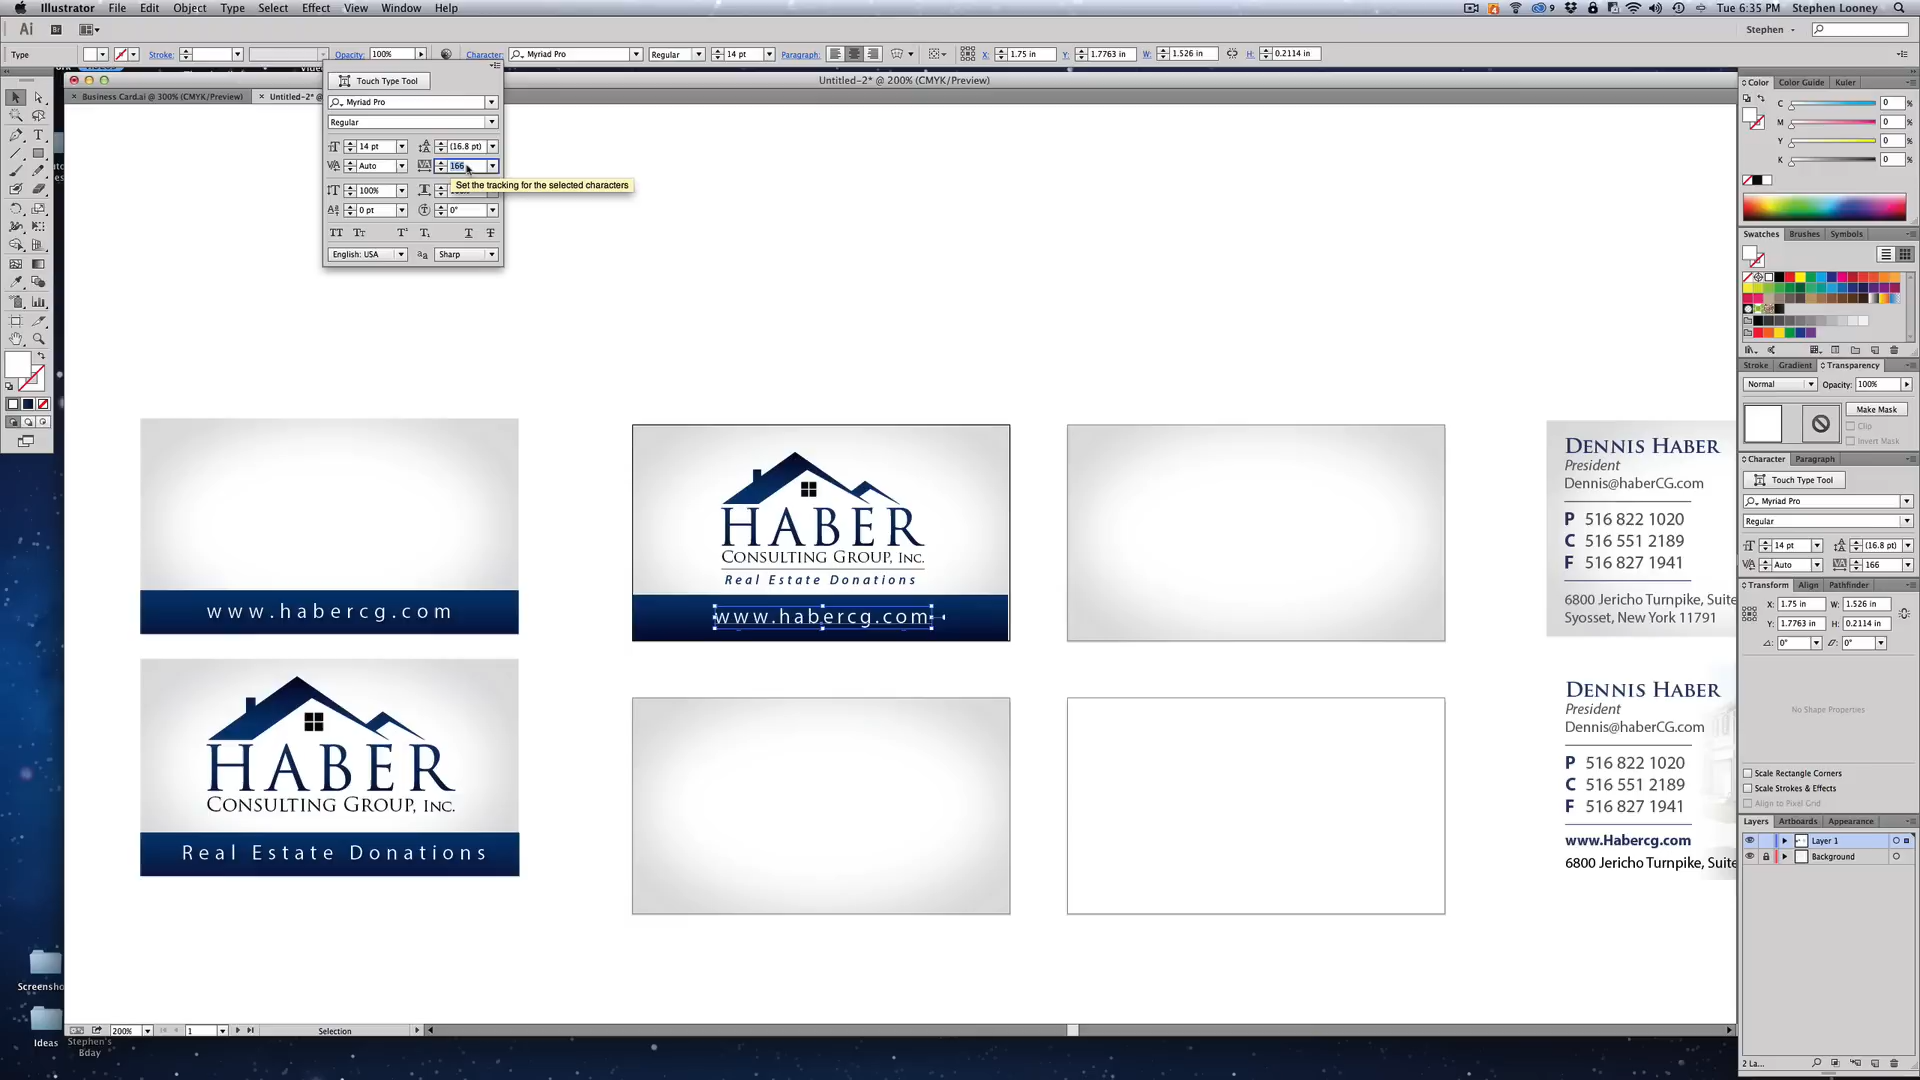 Illustrator File Edit Object Type Select Effect View Window Help
9
Tue 6:35 PM Stephen Looney
Ai Br
Stephen
Type
Stroke:
Opacity: 100%
Character: Myriad Pro
Regular
14 pt
Paragraph:
X: 1.75 in
Y: 1.7763 in
W: 1.526 in
H: 0.2114 in
Untitled-2* @ 200% (CMYK/Preview)
Business Card.ai @ 300% (CMYK/Preview)
Untitled-2* @
Touch Type Tool
Myriad Pro
Regular
14 pt
(16.8 pt)
Auto
166
Set the tracking for the selected characters
100%
0 pt
0°
English: USA
Sharp
www.habercg.com
HABER
CONSULTING GROUP, INC.
Real Estate Donations
HABER
CONSULTING GROUP, INC.
Real Estate Donations
www.habercg.com
DENNIS HABER
President
Dennis@haberCG.com
P 516 822 1020
C 516 551 2189
F 516 827 1941
6800 Jericho Turnpike, Suite
Syosset, New York 11791
DENNIS HABER
President
Dennis@haberCG.com
P 516 822 1020
C 516 551 2189
F 516 827 1941
www.Habercg.com
6800 Jericho Turnpike, Suite
Color Color Guide Kuler
C 0 %
M 0 %
Y 0 %
K 0 %
Swatches Brushes Symbols
Stroke Gradient Transparency
Normal
Opacity: 100%
Make Mask
Clip
Invert Mask
Character Paragraph
Touch Type Tool
Myriad Pro
Regular
14 pt
(16.8 pt)
Auto
166
Transform Align Pathfinder
X: 1.75 in
W: 1.526 in
Y: 1.7763 in
H: 0.2114 in
0°
0°
No Shape Properties
Scale Rectangle Corners
Scale Strokes & Effects
Align to Pixel Grid
Layers Artboards Appearance
Layer 1
Background
2 La...
200%
1
Selection
Screensho
Ideas
Stephen's
Bday